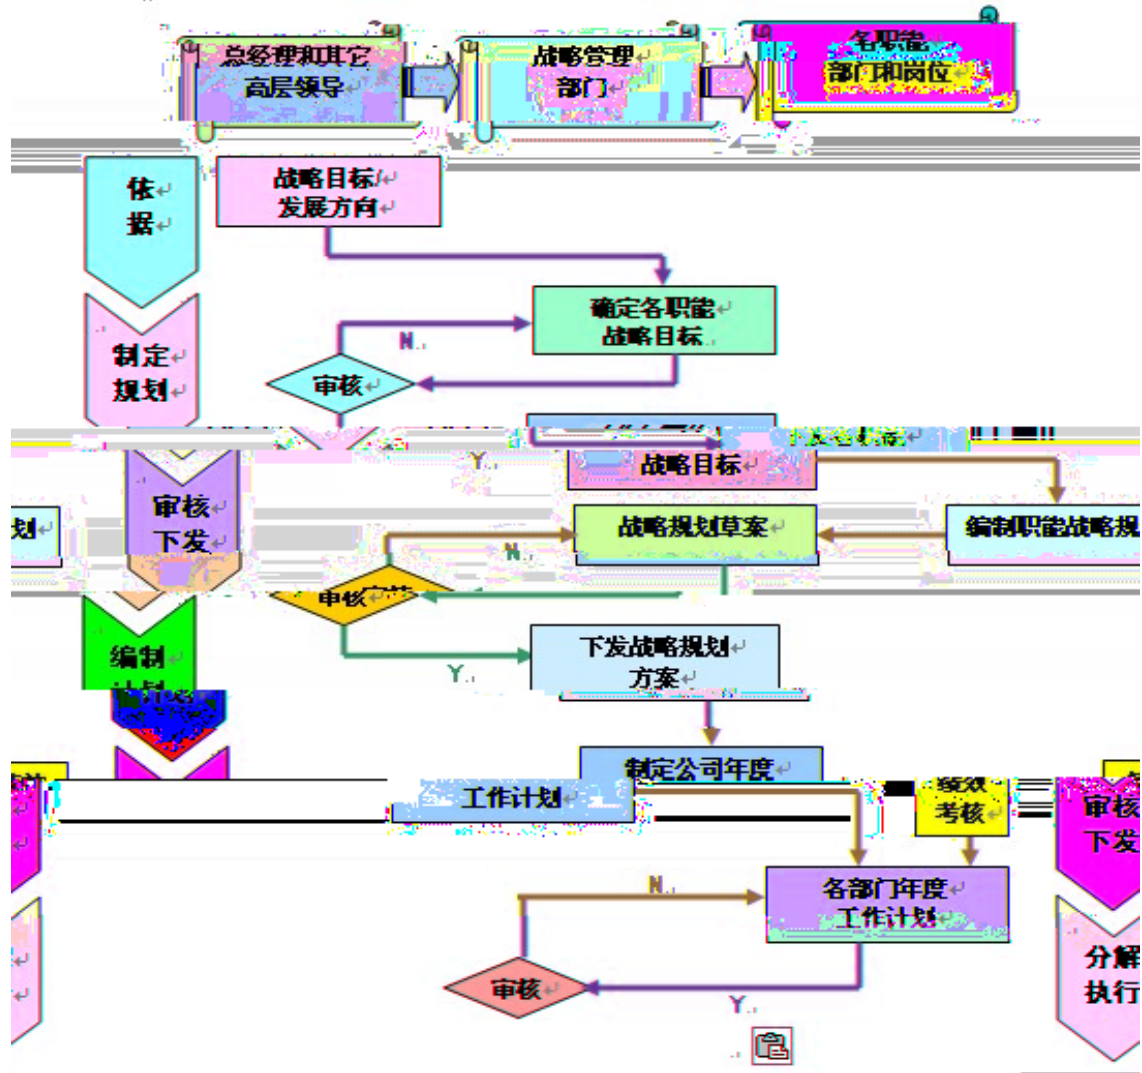 总经理和其它
高层领导
战略管理
部门
各职能
部门和岗位
依
据
战略目标/
发展方向
确定各职能
战略目标
N
制定
规划
审核
战略目标
Y
审核
下发
划
战略规划草案
编制职能战略规
N
审核
编制
下发战略规划
方案
Y
制定公司年度
工作计划
绩效
考核
审核
下发
各部门年度
工作计划
N
审核
Y
分解
执行